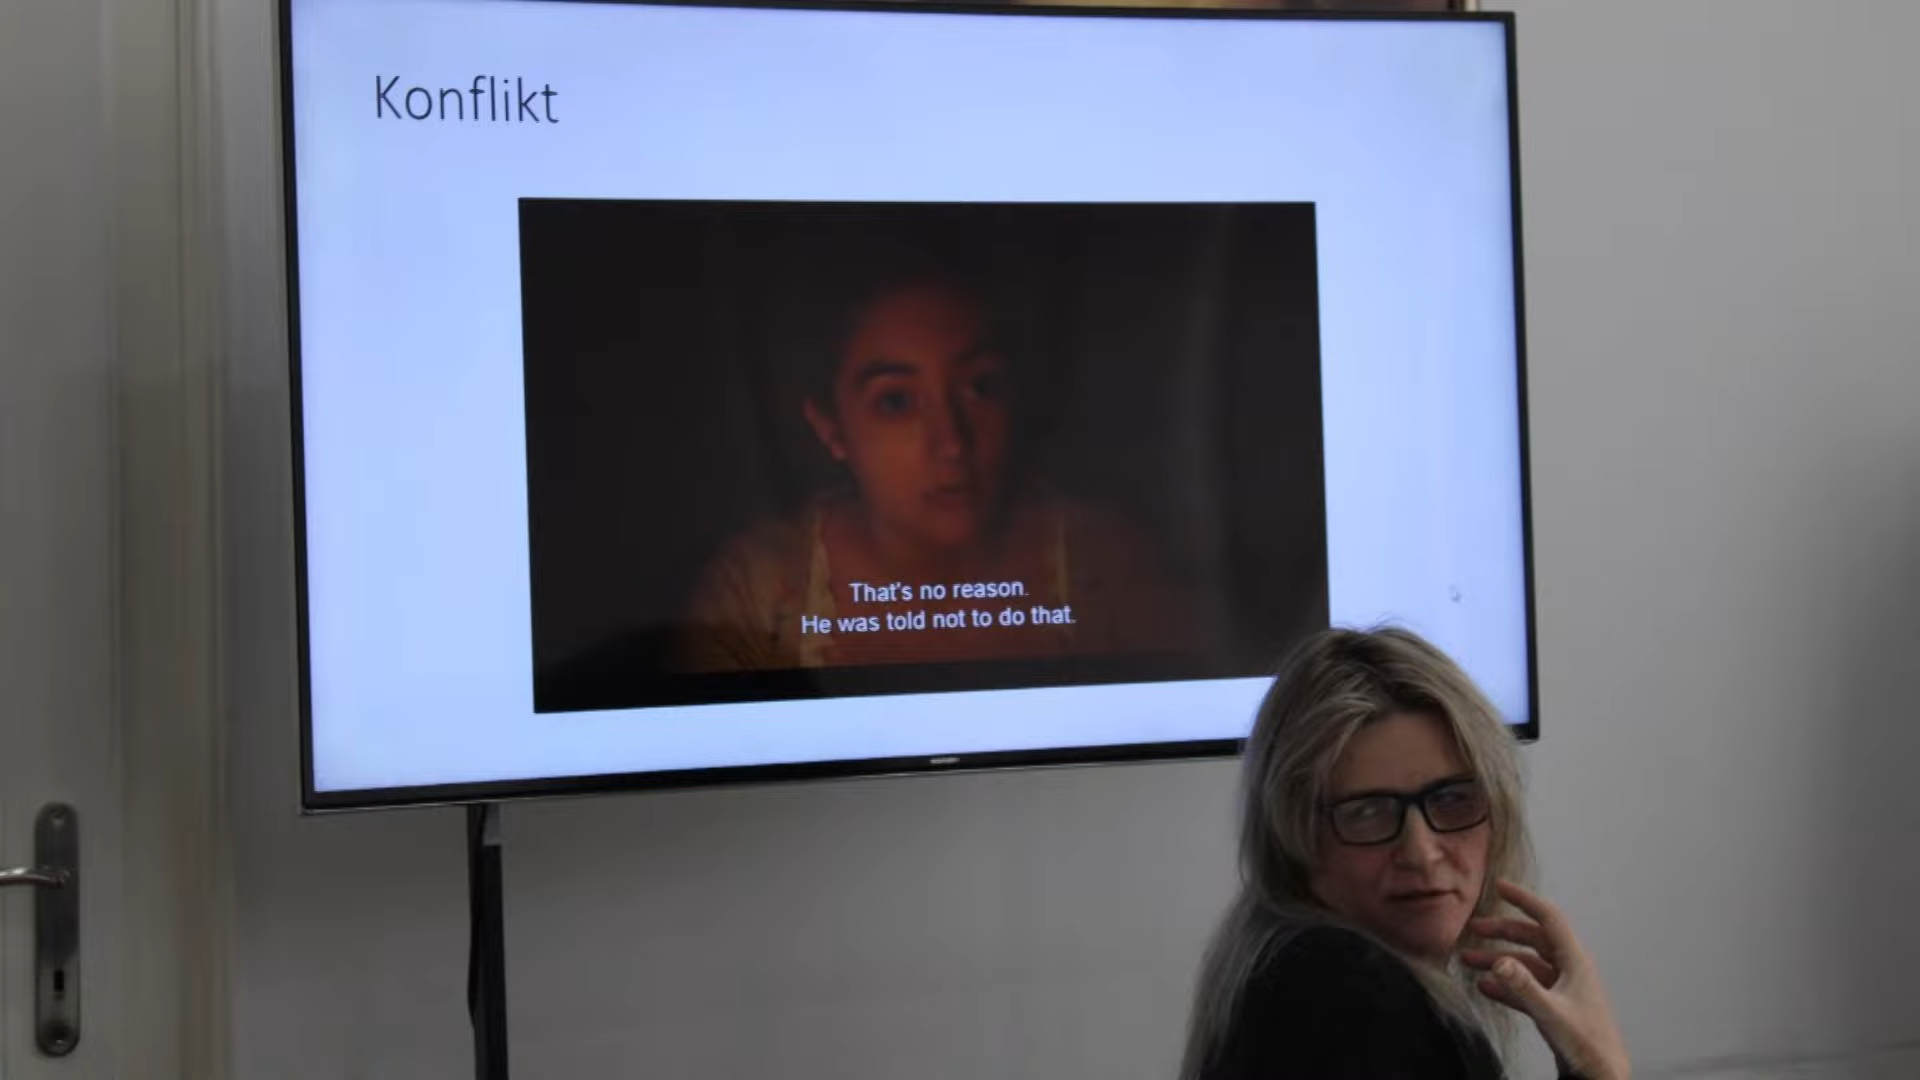 Konflikt
That's no reason.
He was told not to do that.